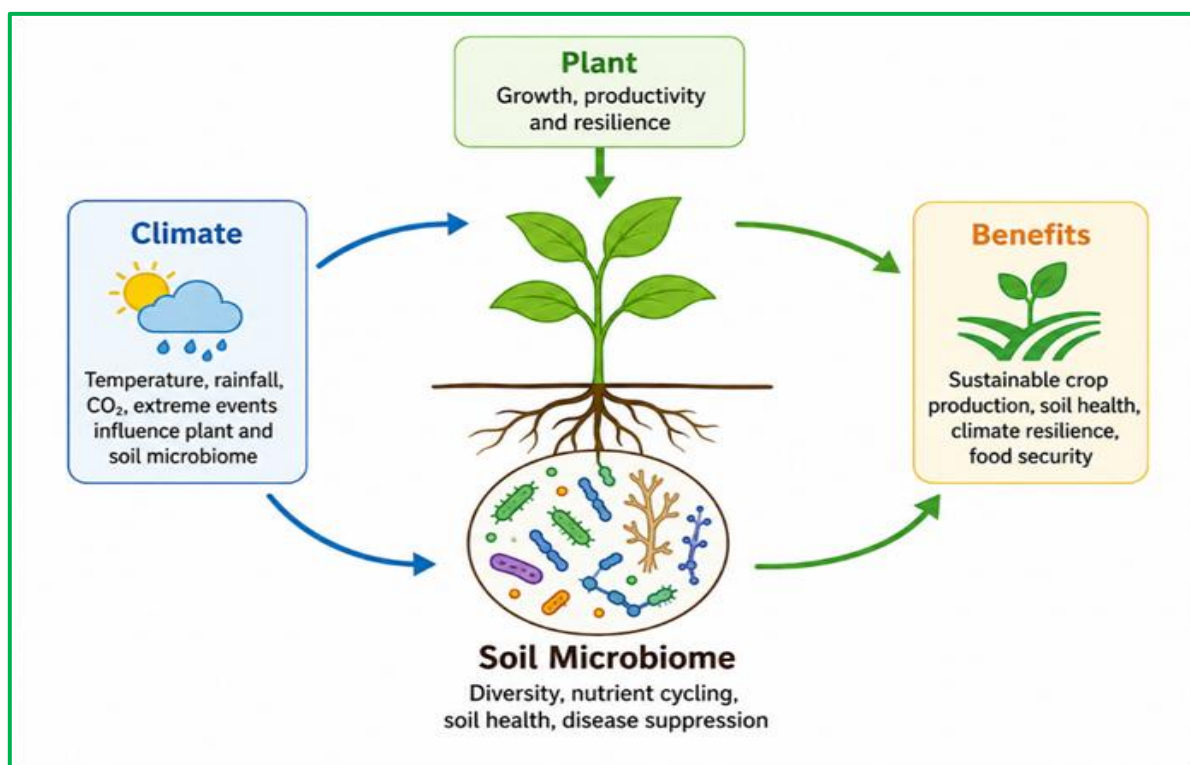 Plant
Growth, productivity
and resilience
Climate
Temperature, rainfall,
CO₂, extreme events
influence plant and
soil microbiome
Benefits
Sustainable crop
production, soil health,
climate resilience,
food security
Soil Microbiome
Diversity, nutrient cycling,
soil health, disease suppression